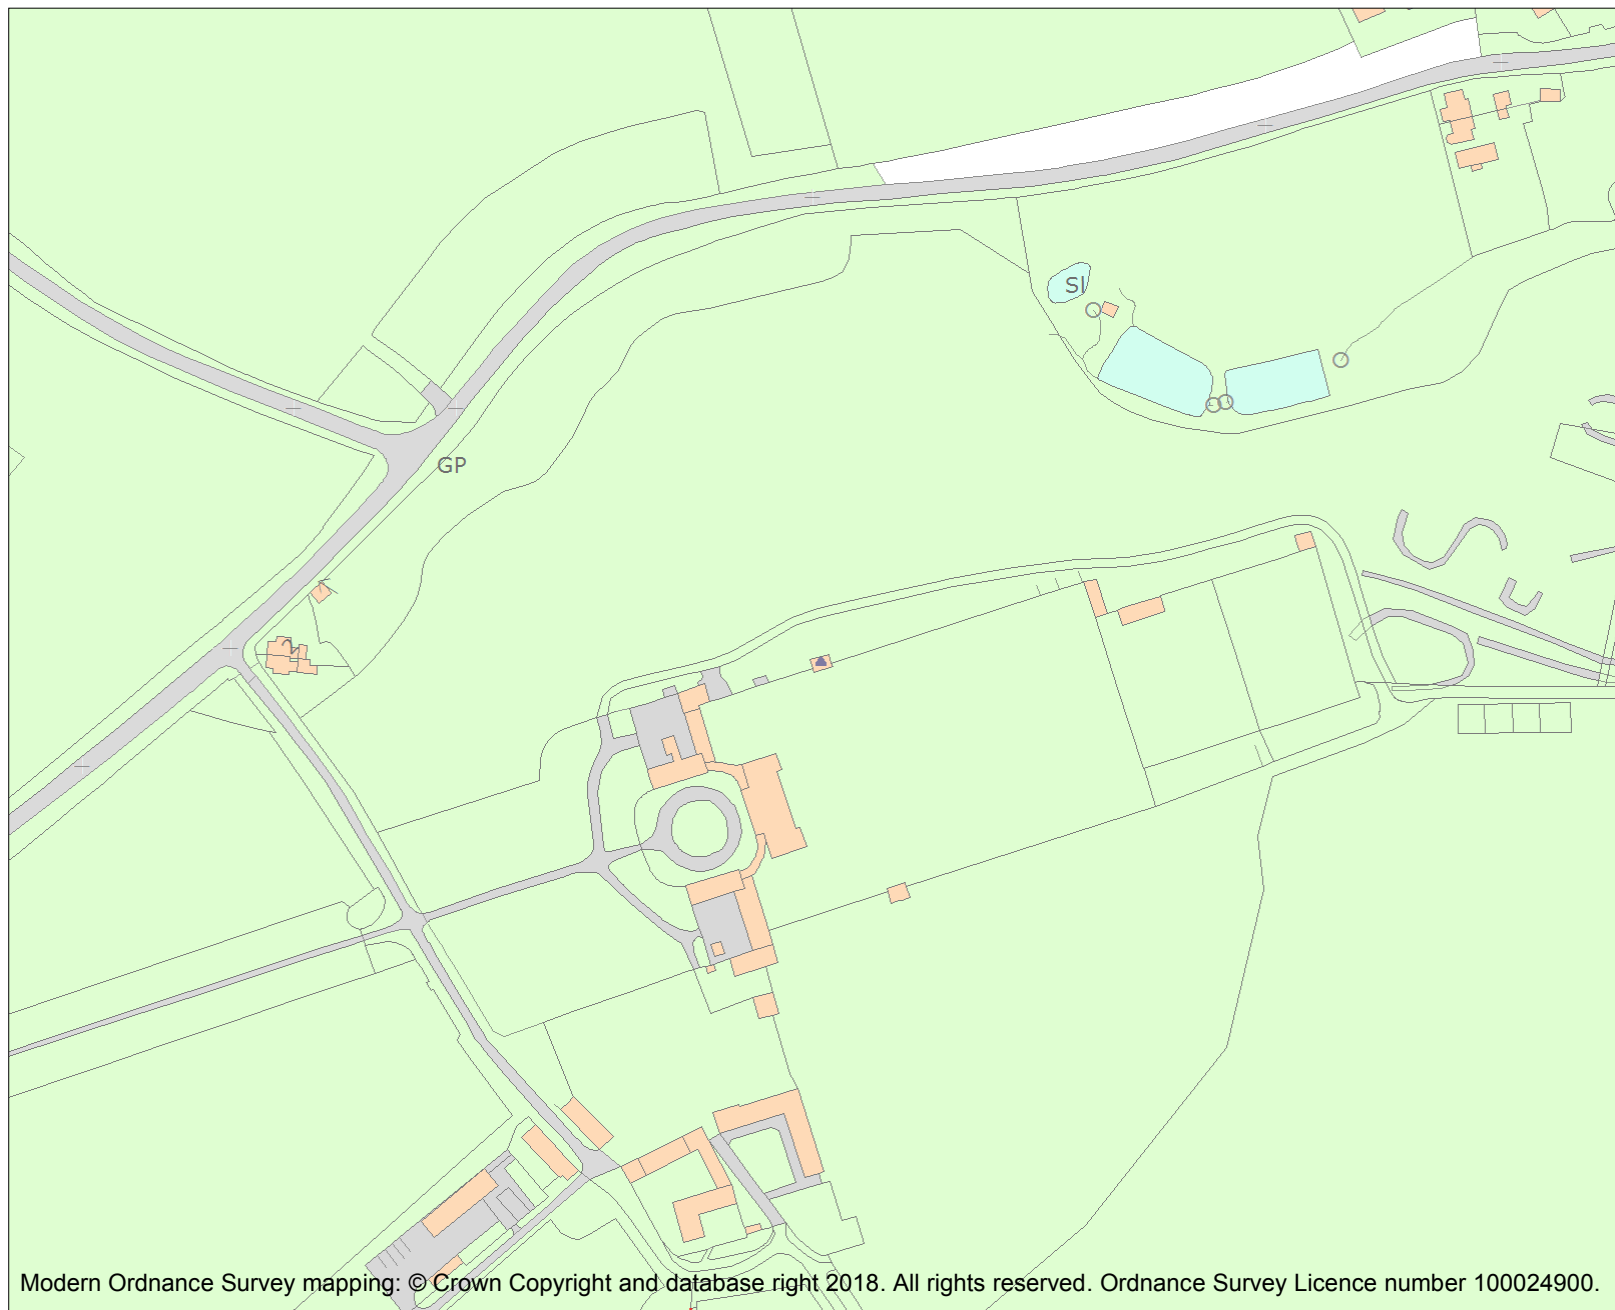 Sl
GP
2
Modern Ordnance Survey mapping: © Crown Copyright and database right 2018. All rights reserved. Ordnance Survey Licence number 100024900.